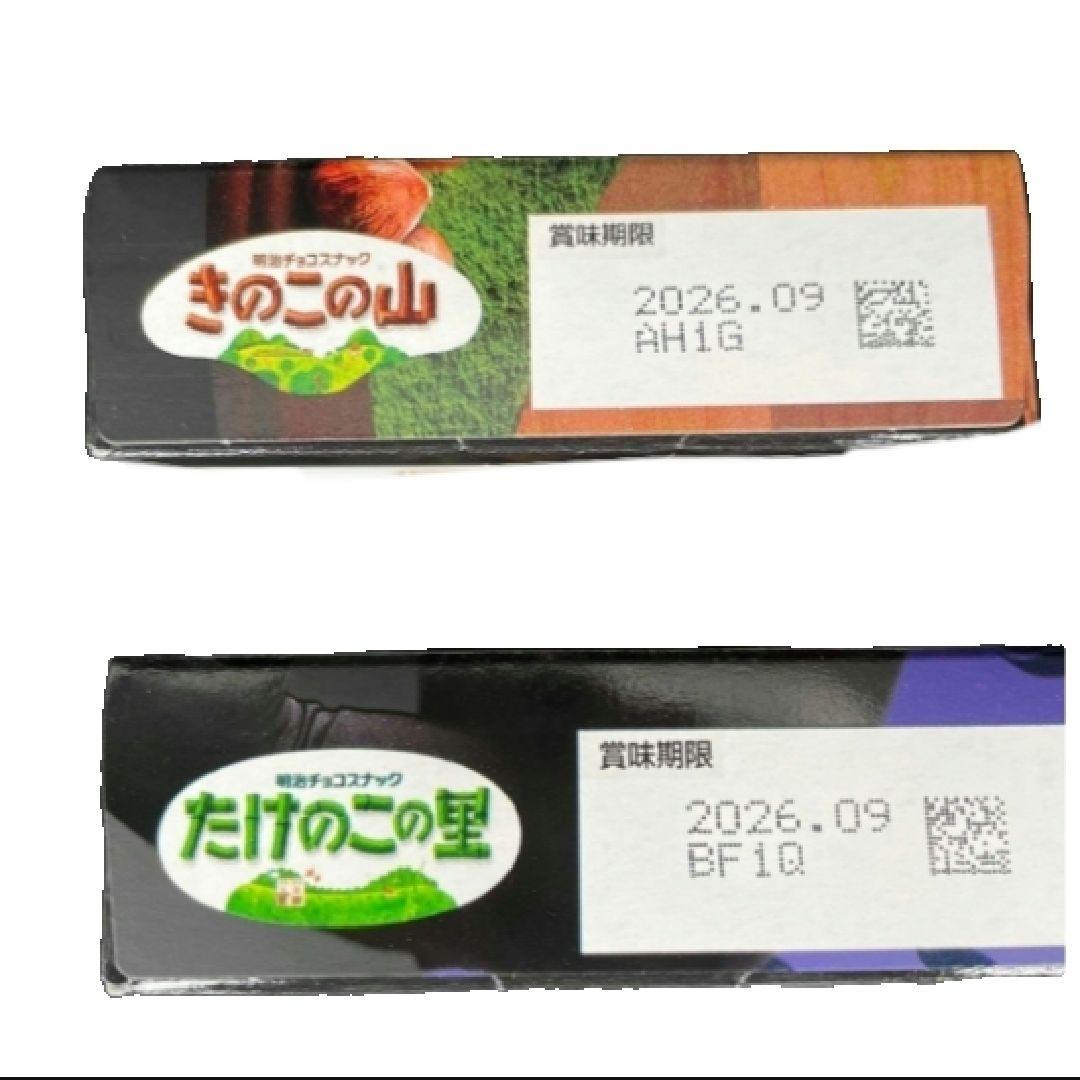 明治チョコスナック
きのこの山
賞味期限
2026.09
AH1G
明治チョコスナック
たけのこの里
賞味期限
2026.09
BF1Q